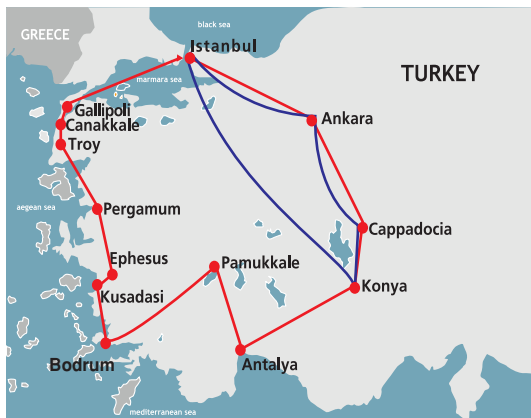 black sea
GREECE
Istanbul
TURKEY
marmara sea
Gallipoli
Canakkale
Ankara
Troy
aegean sea
Pergamum
Cappadocia
Ephesus
Pamukkale
Kusadasi
Konya
Bodrum
Antalya
mediterranean sea